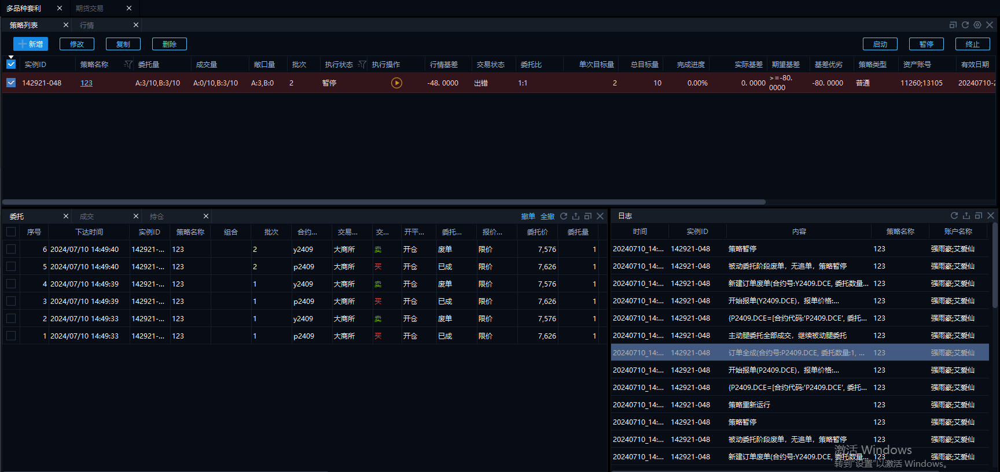 多品种套利 期货交易
策略列表 行情
新增 修改 复制 删除 启动 暂停 终止
实例ID 策略名称 委托量 成交量 敞口量 批次 执行状态 执行操作 行情基差 交易状态 委托比 单次目标量 总目标量 完成进度 实际基差 期望基差 基差优劣 策略类型 资产账号 有效日期
142921-048 123 A:3/10,B:3/10 A:0/10,B:3/10 A:3,B:0 2 暂停 -48.0000 出错 1:1 2 10 0.00% 0.0000 >=-80.0000 -80.0000 普通 11260;13105 20240710-2
委托 成交 持仓 撤单 全撤
序号 下达时间 实例ID 策略名称 组合 批次 合约... 交易... 交... 开平... 委托... 报价... 委托价 委托量
6 2024/07/10 14:49:40 142921-... 123 2 y2409 大商所 卖 开仓 废单 限价 7,576 1
5 2024/07/10 14:49:40 142921-... 123 2 p2409 大商所 买 开仓 已成 限价 7,626 1
4 2024/07/10 14:49:39 142921-... 123 1 y2409 大商所 卖 开仓 废单 限价 7,576 1
3 2024/07/10 14:49:39 142921-... 123 1 p2409 大商所 买 开仓 已成 限价 7,626 1
2 2024/07/10 14:49:33 142921-... 123 1 y2409 大商所 卖 开仓 废单 限价 7,576 1
1 2024/07/10 14:49:33 142921-... 123 1 p2409 大商所 买 开仓 已成 限价 7,626 1
日志
时间 实例ID 内容 策略名称 账户名称
20240710_14:... 142921-048 策略暂停 123 强雨豪;艾爱仙
20240710_14:... 142921-048 被动委托阶段废单，无追单，策略暂停 123 强雨豪;艾爱仙
20240710_14:... 142921-048 新建订单废单(合约号:Y2409.DCE, 委托数量... 123 强雨豪;艾爱仙
20240710_14:... 142921-048 开始报单(Y2409.DCE)，报单价格:... 123 强雨豪;艾爱仙
20240710_14:... 142921-048 {P2409.DCE=[合约代码:'P2409.DCE', 委托... 123 强雨豪;艾爱仙
20240710_14:... 142921-048 主动腿委托全部成交，继续被动腿委托 123 强雨豪;艾爱仙
20240710_14:... 142921-048 订单全成(合约号:P2409.DCE, 委托数量:1, ... 123 强雨豪;艾爱仙
20240710_14:... 142921-048 开始报单(P2409.DCE)，报单价格:... 123 强雨豪;艾爱仙
20240710_14:... 142921-048 {P2409.DCE=[合约代码:'P2409.DCE', 委托... 123 强雨豪;艾爱仙
20240710_14:... 142921-048 策略重新运行 123 强雨豪;艾爱仙
20240710_14:... 142921-048 策略暂停 123 强雨豪;艾爱仙
20240710_14:... 142921-048 被动委托阶段废单，无追单，策略暂停 123 强雨豪;艾爱仙
20240710_14:... 142921-048 新建订单废单(合约号:Y2409.DCE, 委托数量... 123 强雨豪;艾爱仙
激活 Windows
转到"设置"以激活 Windows。